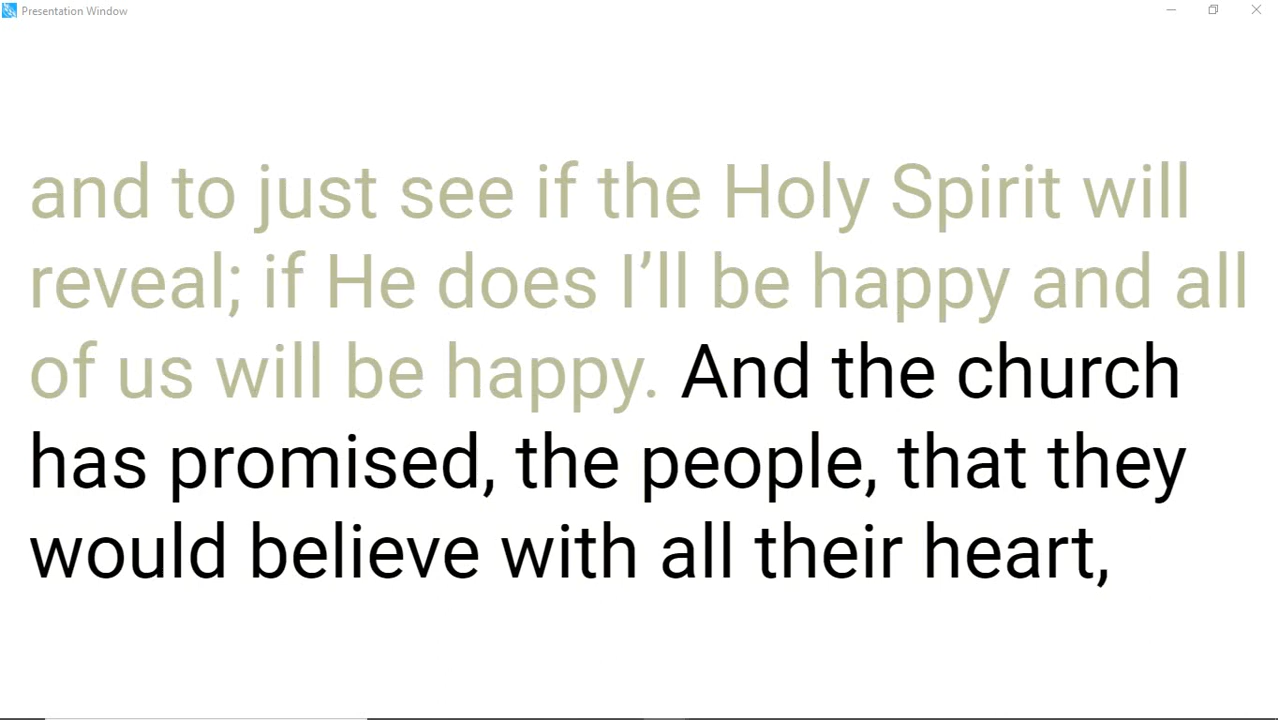 Presentation Window
and to just see if the Holy Spirit will
reveal; if He does I’ll be happy and all
of us will be happy. And the church
has promised, the people, that they
would believe with all their heart,